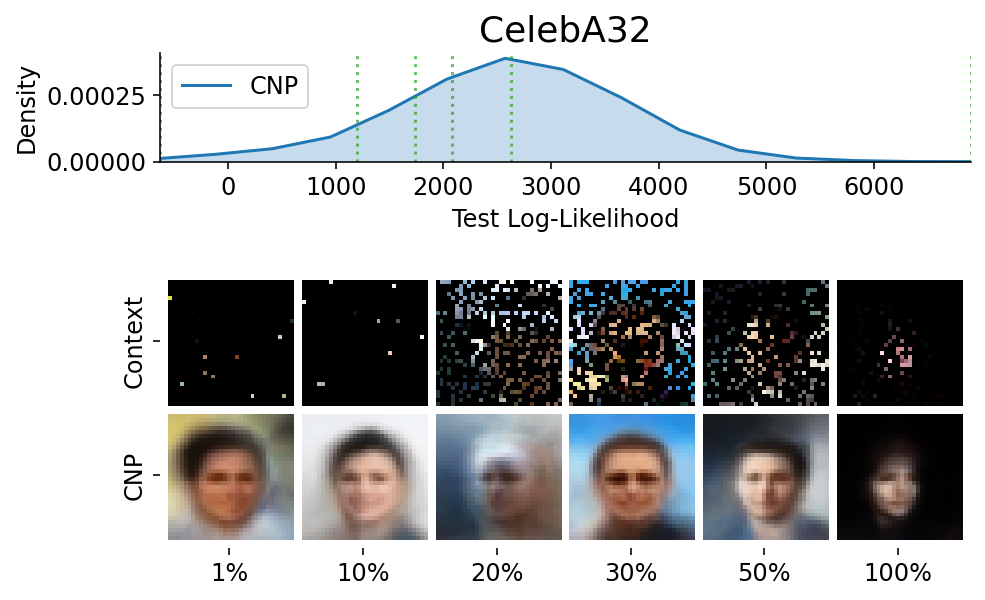 CelebA32
Density
0.00025
0.00000
CNP
0 1000 2000 3000 4000 5000 6000
Test Log-Likelihood
Context
CNP
1% 10% 20% 30% 50% 100%